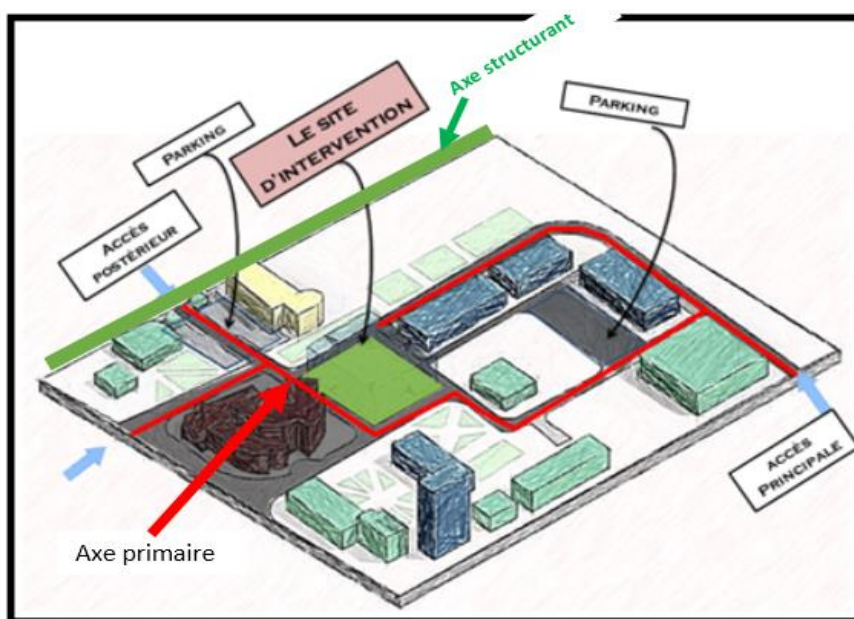 Axe structurant
PARKING
LE SITE
D'INTERVENTION
PARKING
ACCÈS
POSTÉRIEUR
ACCÈS
PRINCIPALE
Axe primaire